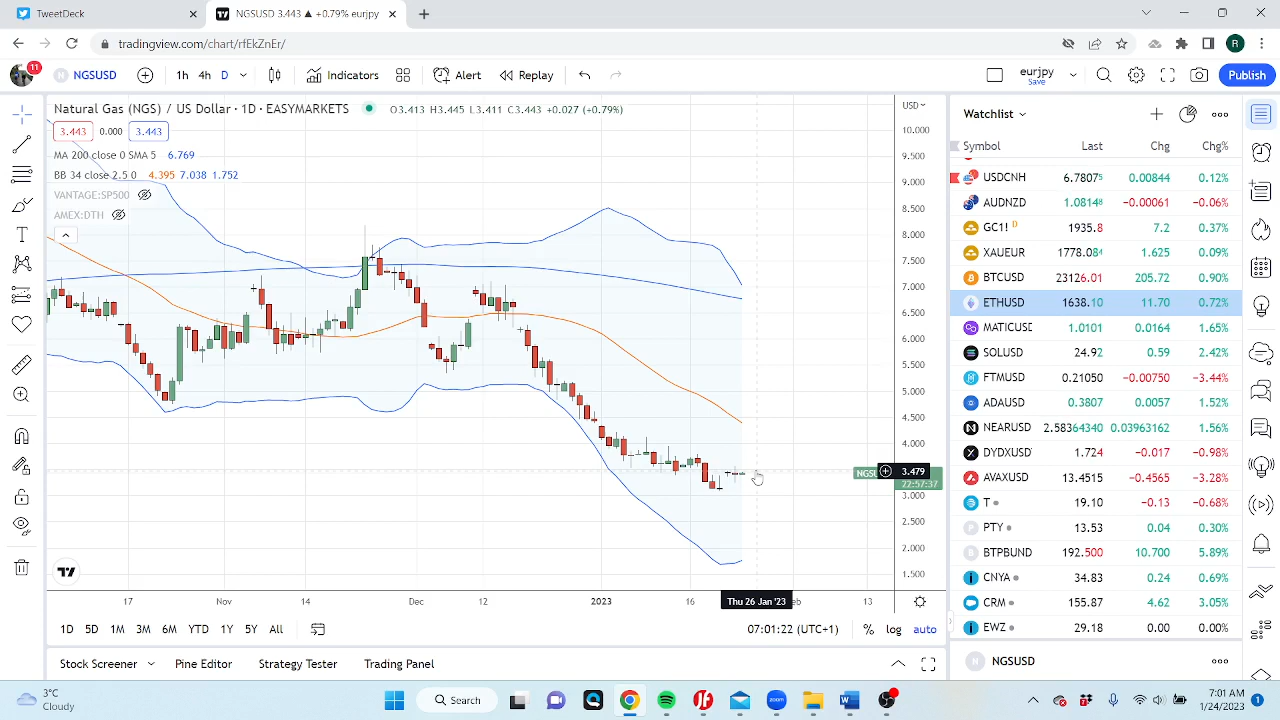 TweetDeck
NGSUSD 3.443 ▲ +0.79% eurjpy
tradingview.com/chart/rfEkZnEr/
R
11
NGSUSD
1h 4h D
Indicators
Alert
Replay
eurjpy
Save
Publish
Natural Gas (NGS) / US Dollar · 1D · EASYMARKETS
O3.413 H3.445 L3.411 C3.443 +0.027 (+0.79%)
USD
3.443 0.000 3.443
MA 200 close 0 SMA 5 6.769
BB 34 close 2.5 0 4.395 7.038 1.752
VANTAGE:SP500
AMEX:DTH
10.000
9.500
9.000
8.500
8.000
7.500
7.000
6.500
6.000
5.500
5.000
4.500
4.000
NGSU
3.479
22:57:37
3.000
2.500
2.000
1.500
17 Nov 14 Dec 12 2023 16 Thu 26 Jan '23 eb 13
1D 5D 1M 3M 6M YTD 1Y 5Y All
07:01:22 (UTC+1)
% log auto
Stock Screener
Pine Editor
Strategy Tester
Trading Panel
Watchlist
Symbol Last Chg Chg%
USDCNH 6.78075 0.00844 0.12%
AUDNZD 1.08148 −0.00061 −0.06%
GC1! D 1935.8 7.2 0.37%
XAUEUR 1778.084 1.625 0.09%
BTCUSD 23126.01 205.72 0.90%
ETHUSD 1638.10 11.70 0.72%
MATICUSD 1.0101 0.0164 1.65%
SOLUSD 24.92 0.59 2.42%
FTMUSD 0.21050 −0.00750 −3.44%
ADAUSD 0.3807 0.0057 1.52%
NEARUSD 2.58364340 0.03963162 1.56%
DYDXUSD 1.724 −0.017 −0.98%
AVAXUSD 13.4515 −0.4565 −3.28%
T 19.10 −0.13 −0.68%
PTY 13.53 0.04 0.30%
BTPBUND 192.500 10.700 5.89%
CNYA 34.83 0.24 0.69%
CRM 155.87 4.62 3.05%
EWZ 29.18 0.00 0.00%
H NGSUSD
3°C
Cloudy
Search
zoom
7:01 AM
1/24/2023
1